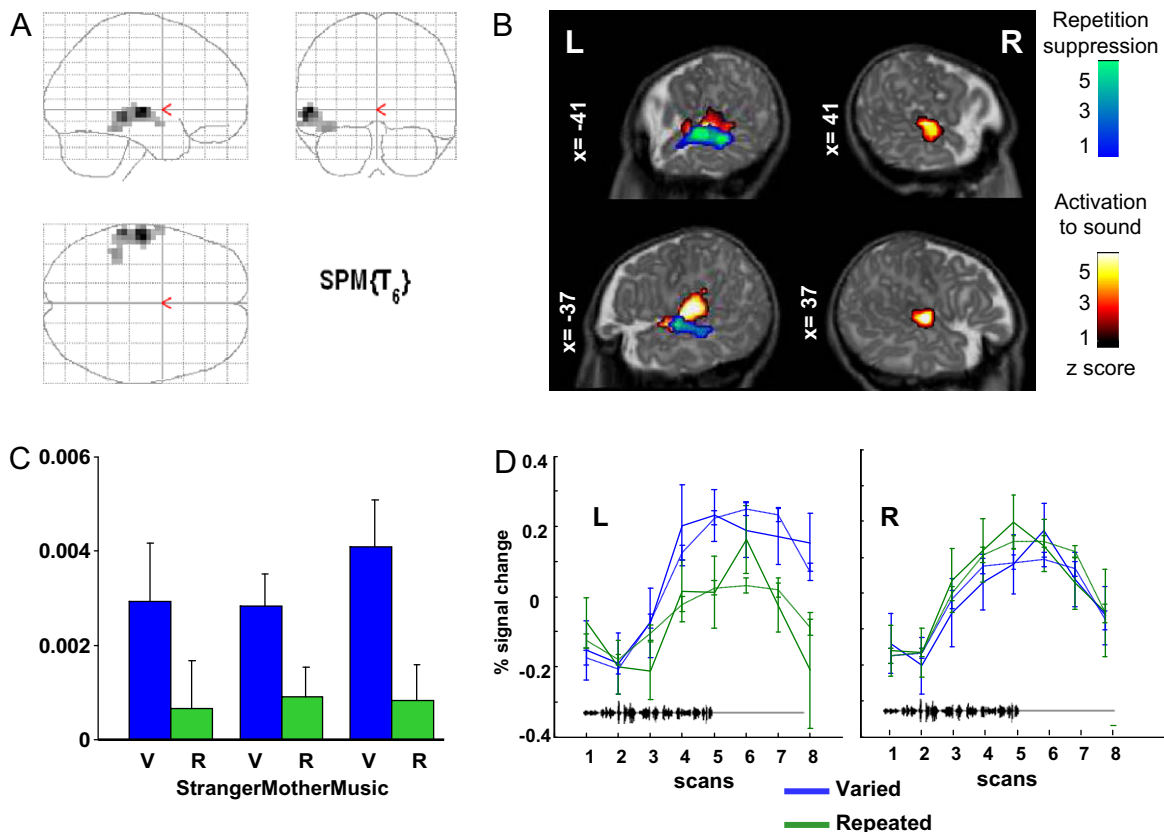 A
SPM{T6}
B
L
R
x= -41
x= 41
x= -37
x= 37
Repetition
suppression
5
3
1
Activation
to sound
5
3
1
z score
C
0.006
0.004
0.002
0
V R V R V R
StrangerMotherMusic
D
% signal change
0.4
0.2
0
-0.2
-0.4
L
1 2 3 4 5 6 7 8
scans
R
1 2 3 4 5 6 7 8
scans
Varied
Repeated